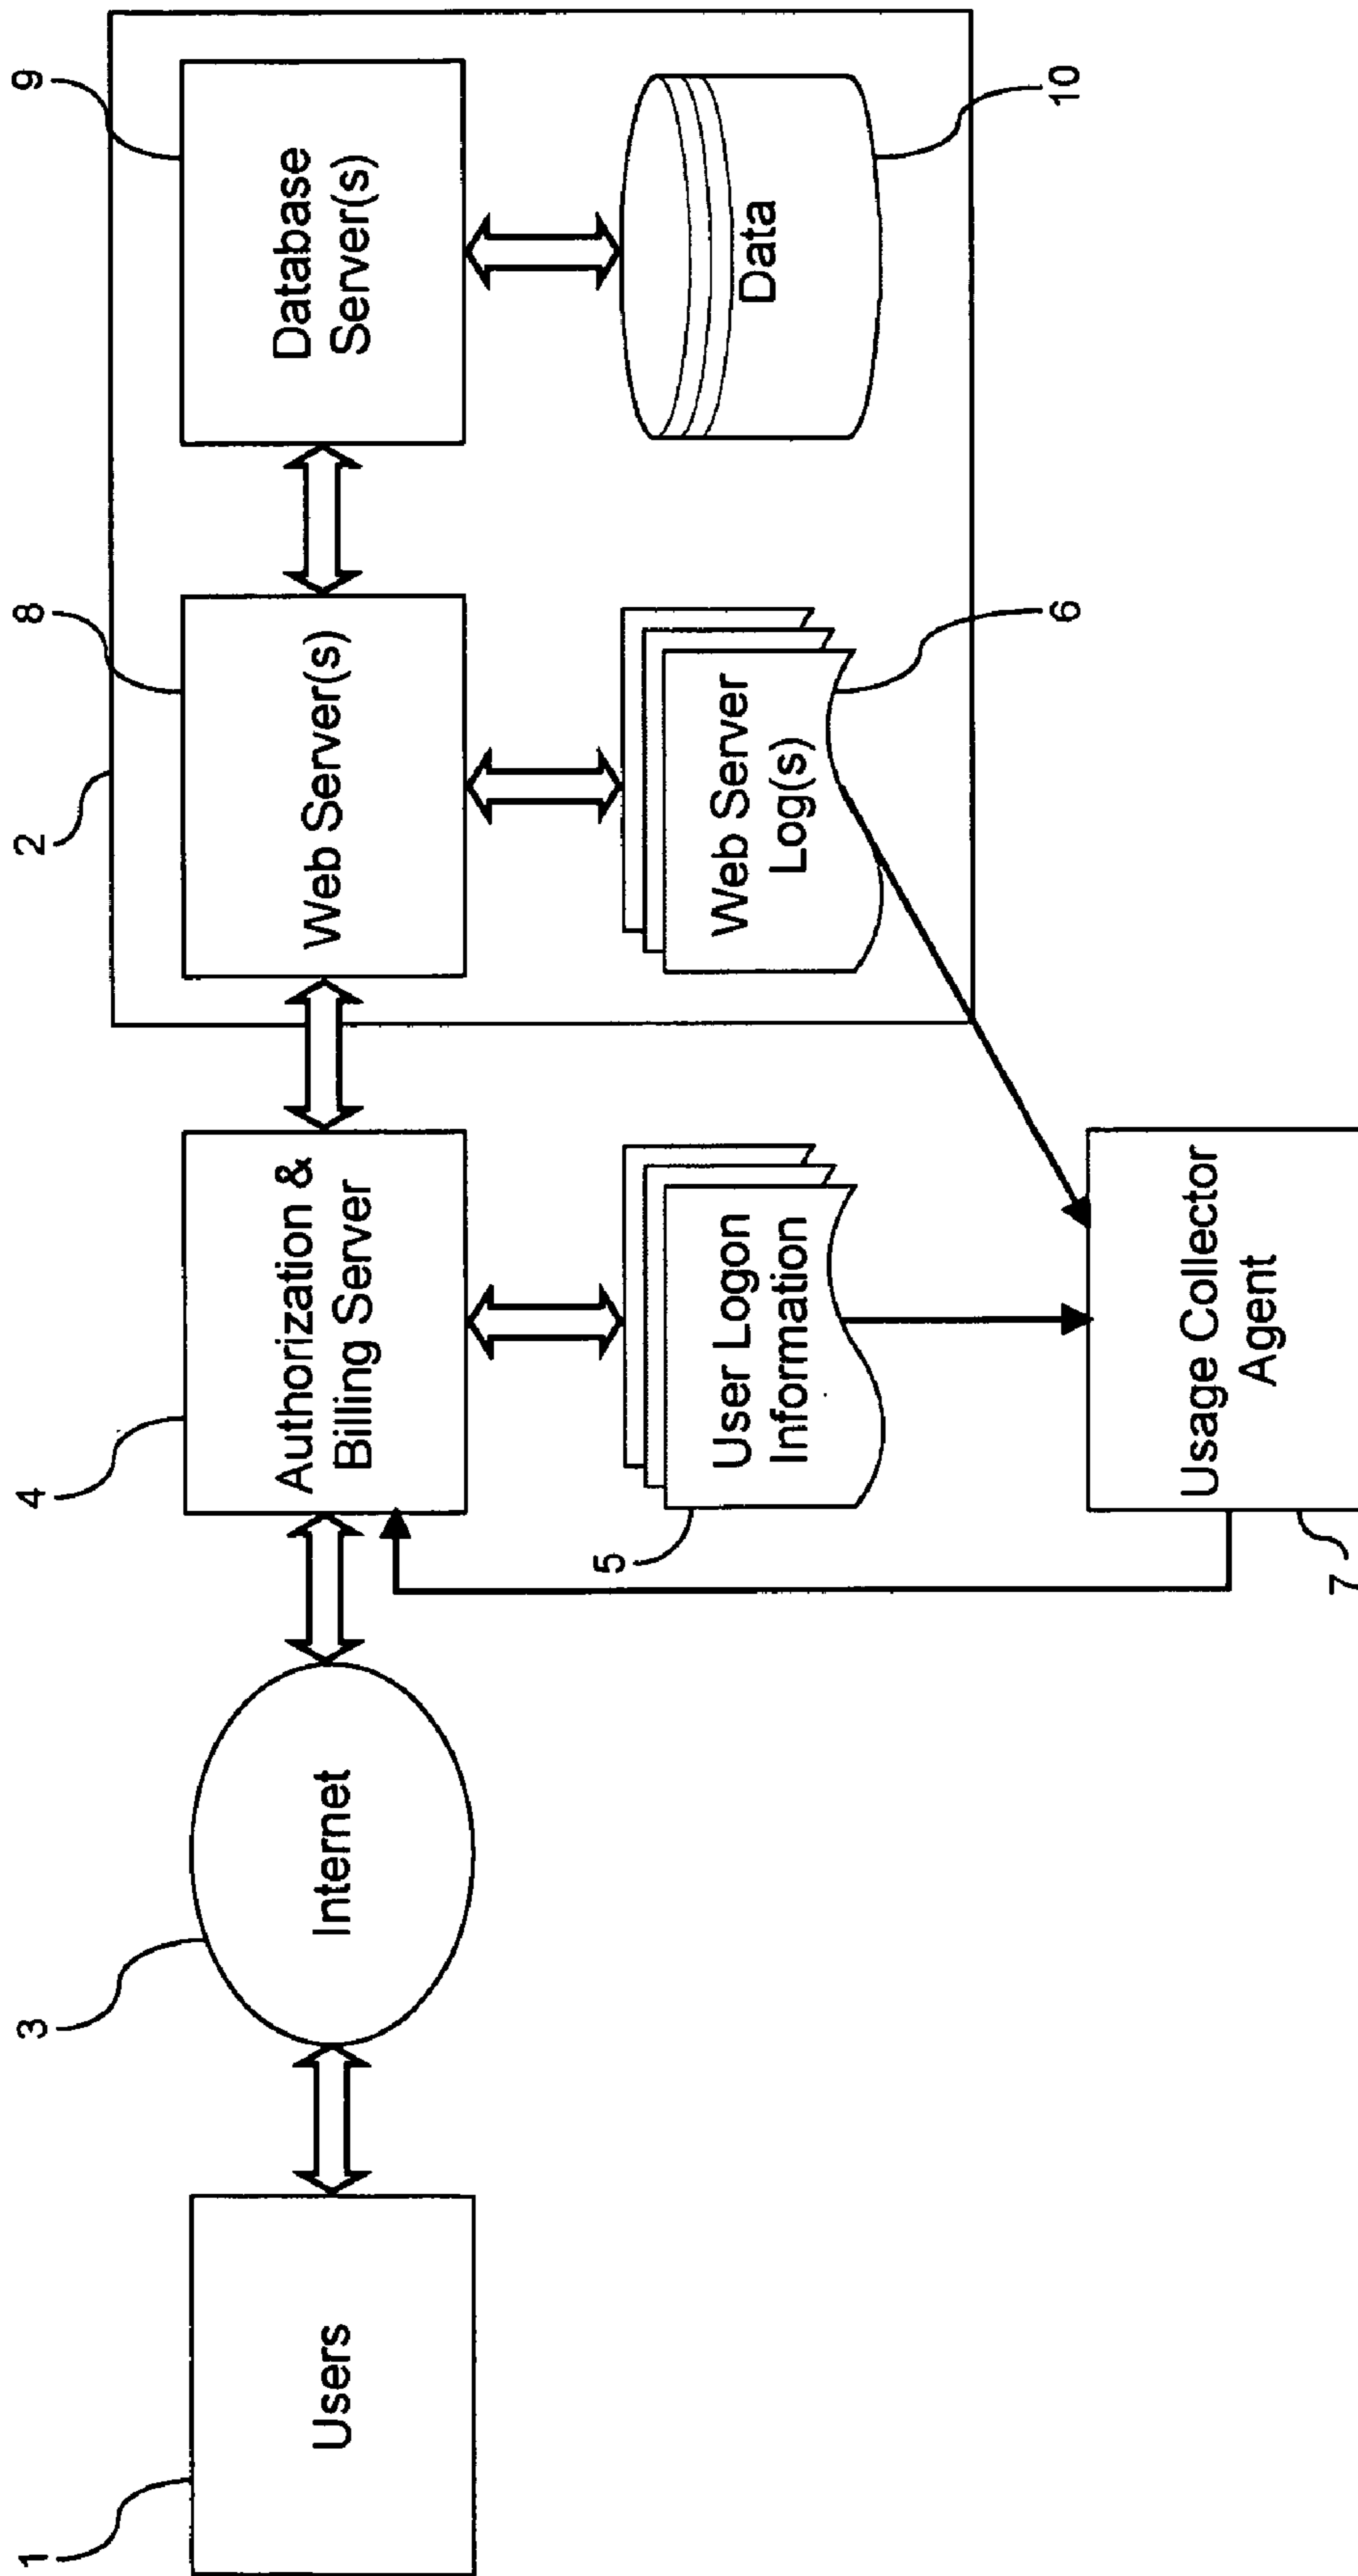 2
8
9
4
3
1
Users
Internet
Authorization &
Billing Server
Web Server(s)
Database
Server(s)
5
User Logon
Information
Web Server
Log(s)
6
Data
10
7
Usage Collector
Agent